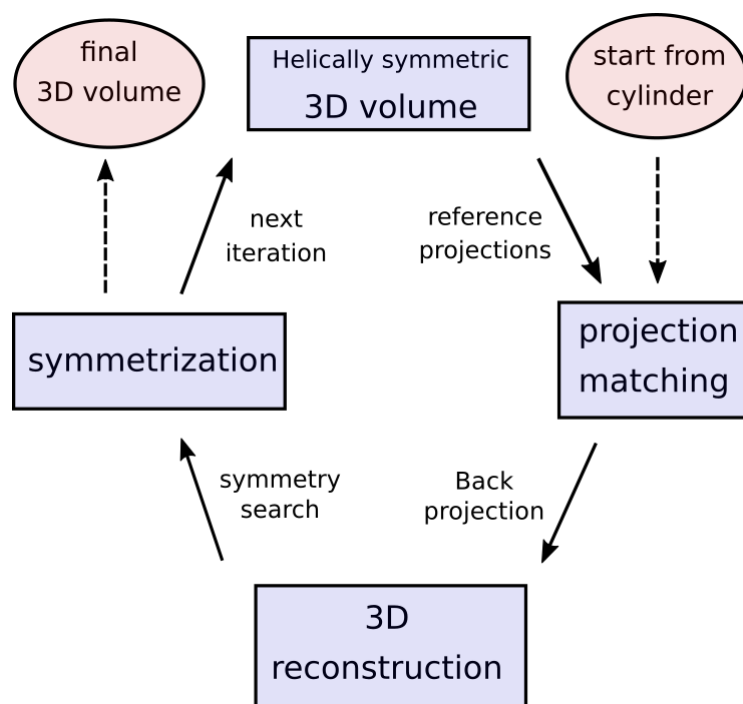 final
3D volume
Helically symmetric
3D volume
start from
cylinder
next
iteration
reference
projections
symmetrization
projection
matching
symmetry
search
Back
projection
3D
reconstruction